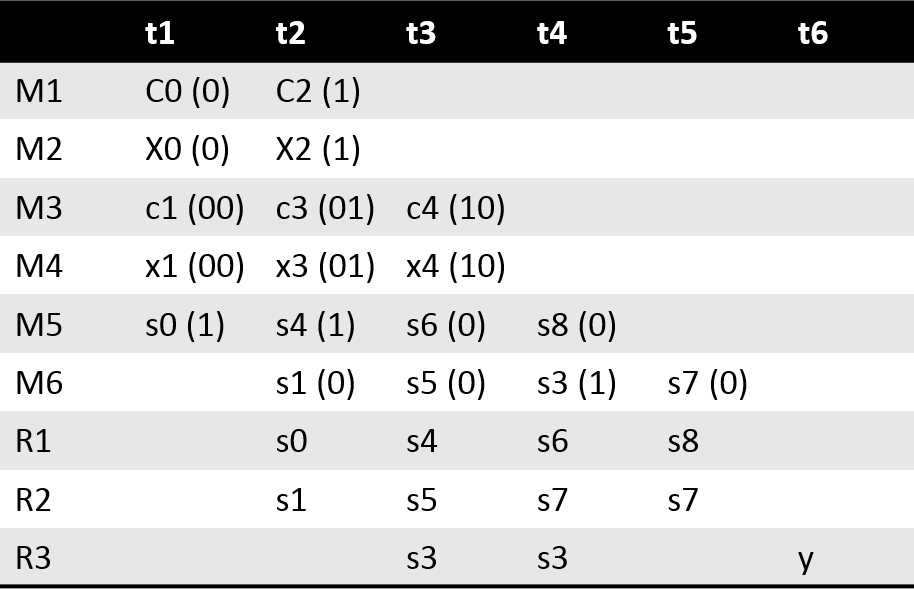 t1 t2 t3 t4 t5 t6
M1 C0 (0) C2 (1)
M2 X0 (0) X2 (1)
M3 c1 (00) c3 (01) c4 (10)
M4 x1 (00) x3 (01) x4 (10)
M5 s0 (1) s4 (1) s6 (0) s8 (0)
M6 s1 (0) s5 (0) s3 (1) s7 (0)
R1 s0 s4 s6 s8
R2 s1 s5 s7 s7
R3 s3 s3 y